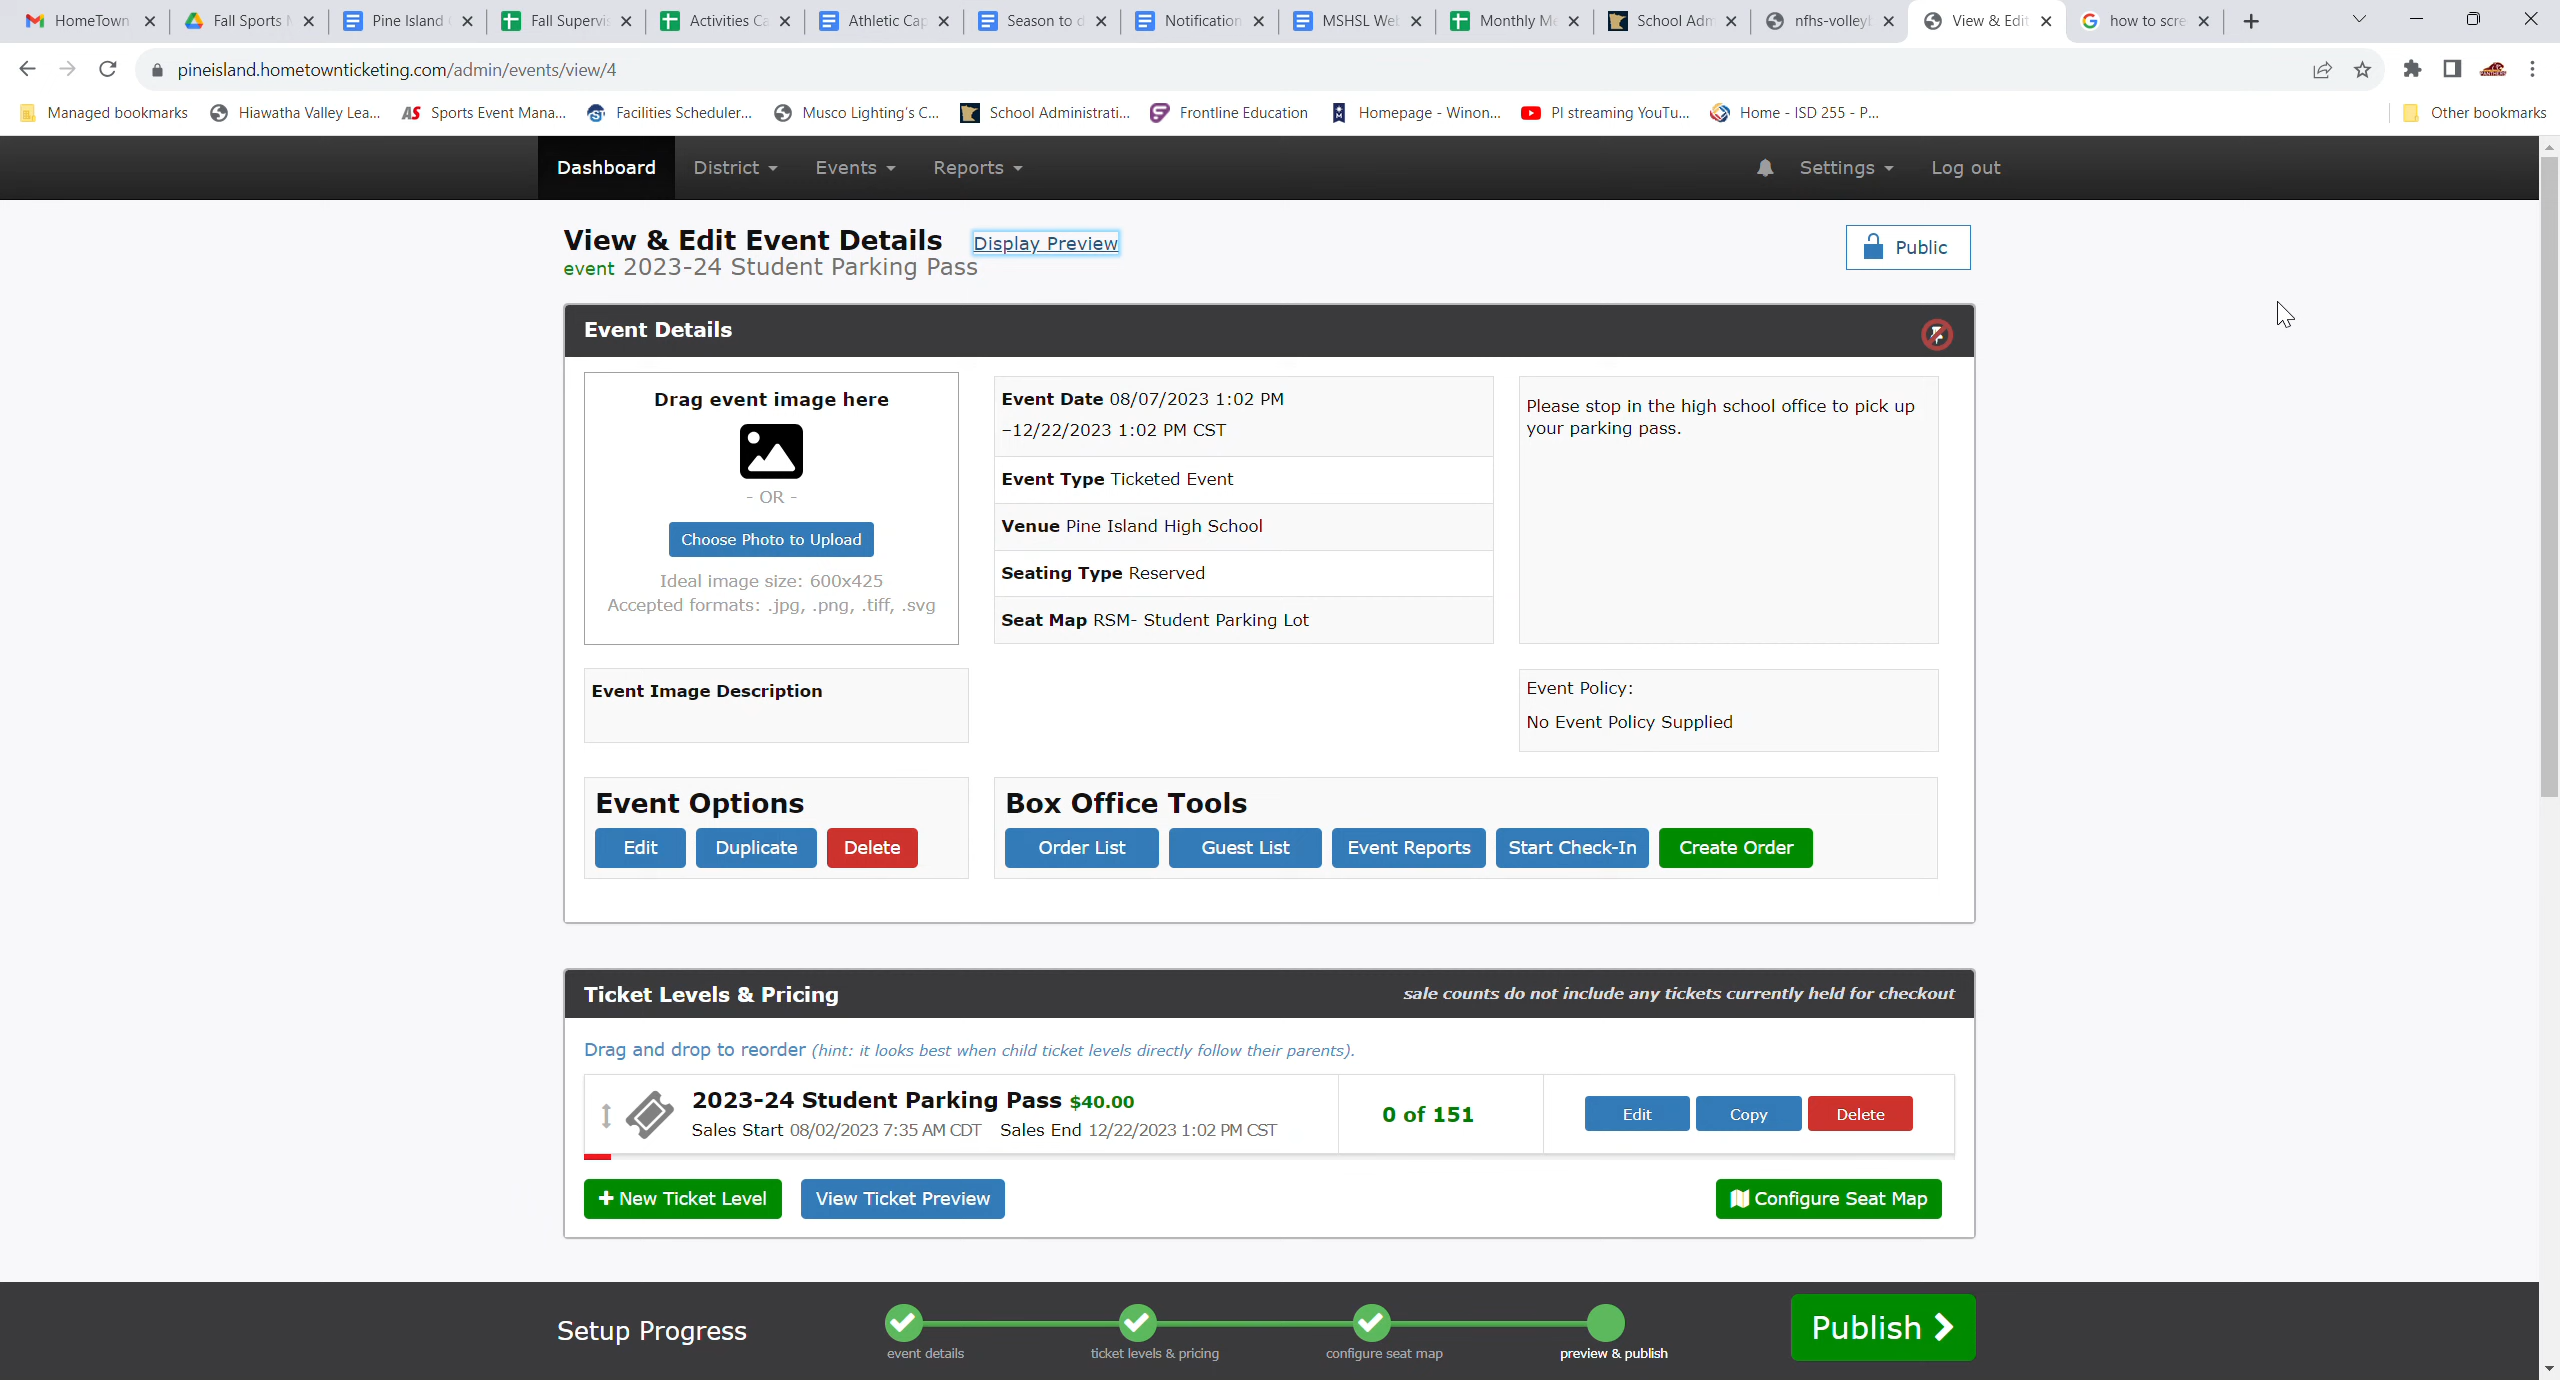 HomeTown
Fall Sports
Pine Island
Fall Supervis
Activities Ca
Athletic Cap
Season to d
Notification
MSHSL Web
Monthly Me
School Adm
nfhs-volleyb
View & Edit
how to scre
pineisland.hometownticketing.com/admin/events/view/4
Managed bookmarks
Hiawatha Valley Lea...
AS Sports Event Mana...
Facilities Scheduler...
Musco Lighting's C...
School Administrati...
Frontline Education
Homepage - Winon...
PI streaming YouTu...
Home - ISD 255 - P...
Other bookmarks
Dashboard
District
Events
Reports
Settings
Log out
View & Edit Event Details
Display Preview
Public
event 2023-24 Student Parking Pass
Event Details
Drag event image here
- OR -
Choose Photo to Upload
Ideal image size: 600x425
Accepted formats: .jpg, .png, .tiff, .svg
Event Date 08/07/2023 1:02 PM
–12/22/2023 1:02 PM CST
Event Type Ticketed Event
Venue Pine Island High School
Seating Type Reserved
Seat Map RSM- Student Parking Lot
Please stop in the high school office to pick up
your parking pass.
Event Image Description
Event Policy:
No Event Policy Supplied
Event Options
Edit
Duplicate
Delete
Box Office Tools
Order List
Guest List
Event Reports
Start Check-In
Create Order
Ticket Levels & Pricing
sale counts do not include any tickets currently held for checkout
Drag and drop to reorder (hint: it looks best when child ticket levels directly follow their parents).
2023-24 Student Parking Pass $40.00
Sales Start 08/02/2023 7:35 AM CDT Sales End 12/22/2023 1:02 PM CST
0 of 151
Edit
Copy
Delete
+ New Ticket Level
View Ticket Preview
Configure Seat Map
Setup Progress
event details
ticket levels & pricing
configure seat map
preview & publish
Publish